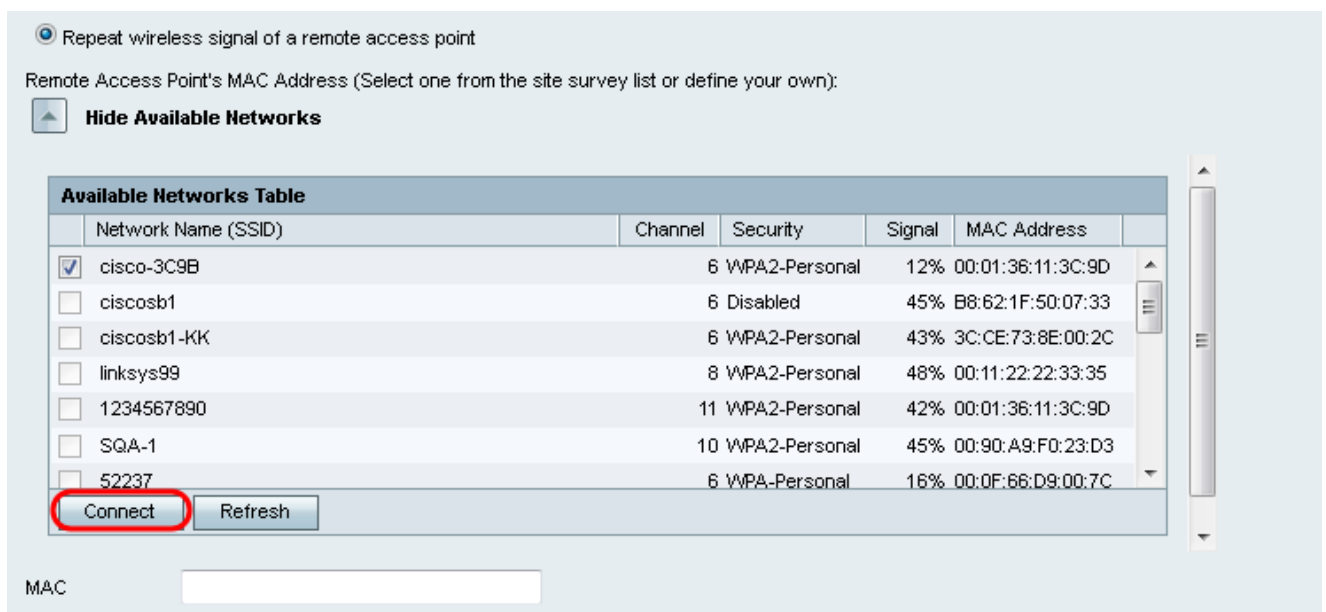 Repeat wireless signal of a remote access point
Remote Access Point's MAC Address (Select one from the site survey list or define your own):
Hide Available Networks
Available Networks Table
Network Name (SSID) Channel Security Signal MAC Address
cisco-3C9B 6 WPA2-Personal 12% 00:01:36:11:3C:9D
ciscosb1 6 Disabled 45% B8:62:1F:50:07:33
ciscosb1-KK 6 WPA2-Personal 43% 3C:CE:73:8E:00:2C
linksys99 8 WPA2-Personal 48% 00:11:22:22:33:35
1234567890 11 WPA2-Personal 42% 00:01:36:11:3C:9D
SQA-1 10 WPA2-Personal 45% 00:90:A9:F0:23:D3
52237 6 WPA-Personal 16% 00:0F:66:D9:00:7C
Connect Refresh
MAC